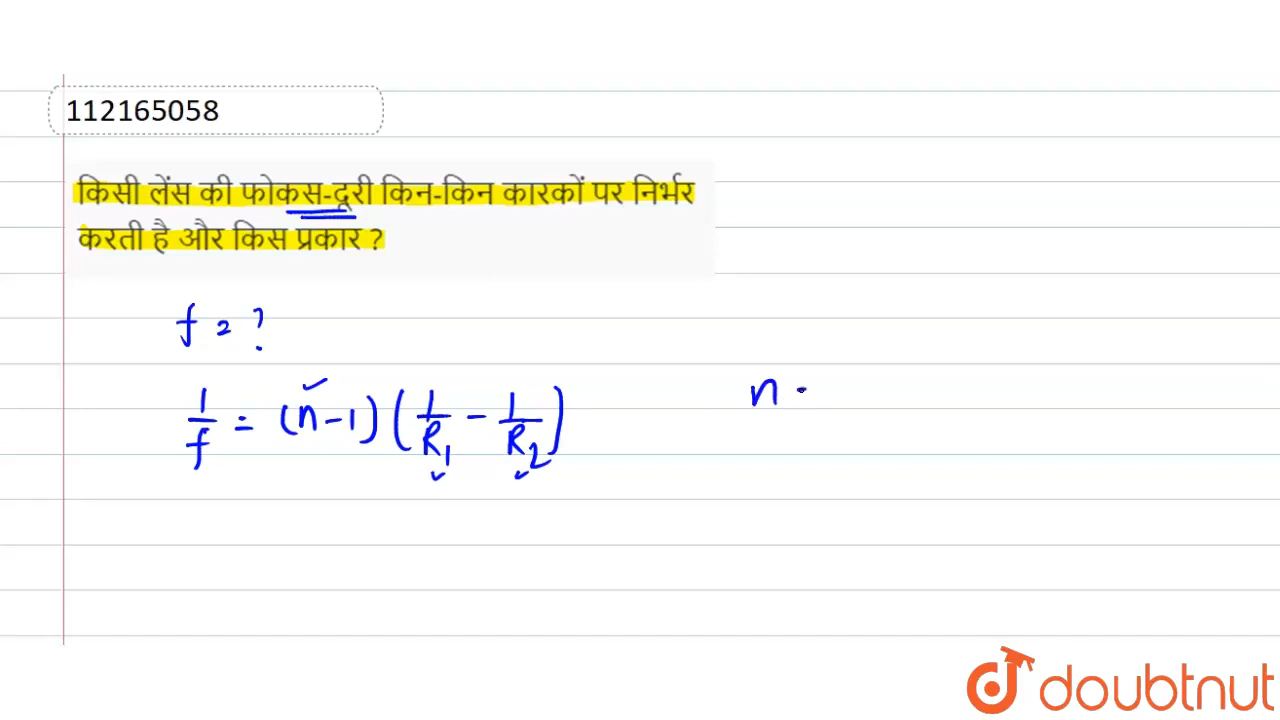 112165058
किसी लेंस की फोकस-दूरी किन-किन कारकों पर निर्भर
करती है और किस प्रकार ?
f = ?
1/f = (n-1) (1/R₁ - 1/R₂)
n -
doubtnut